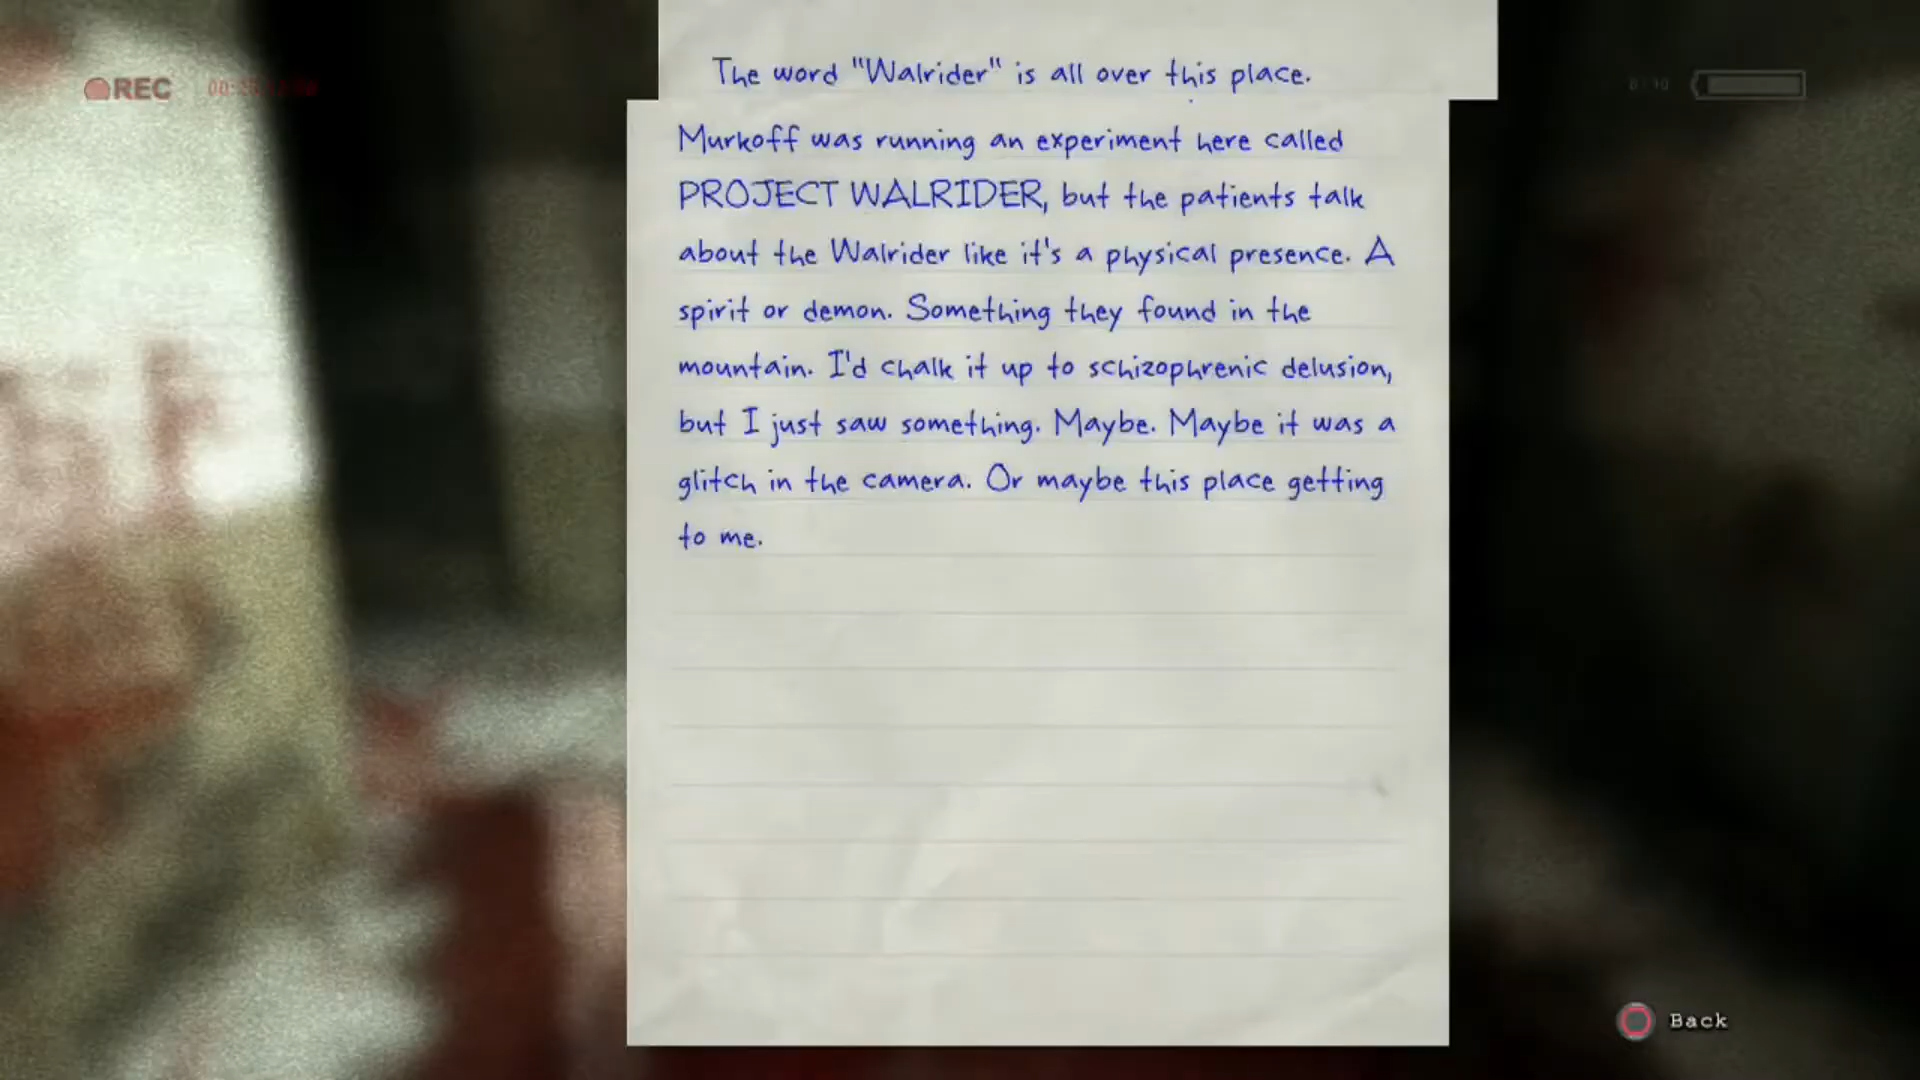 The word "Walrider" is all over this place.
REC
Murkoff was running an experiment here called
PROJECT WALRIDER, but the patients talk
about the Walrider like it's a physical presence. A
spirit or demon. Something they found in the
mountain. I'd chalk it up to schizophrenic delusion,
but I just saw something. Maybe. Maybe it was a
glitch in the camera. Or maybe this place getting
to me.
Back